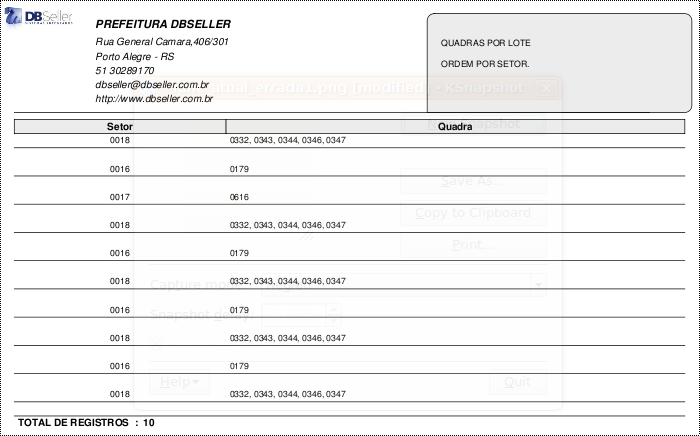 DBSeller
PREFEITURA DBSELLER
Rua General Camara,406/301
Porto Alegre - RS
51 30289170
dbseller@dbseller.com.br
http://www.dbseller.com.br
QUADRAS POR LOTE
ORDEM POR SETOR.
atual_errada1.png [modified] - KSnapshot
Setor Quadra
Snapshot
0018 0332, 0343, 0344, 0346, 0347
0016 0179
Save As...
0017 0616
Copy to Clipboard
0018 0332, 0343, 0344, 0346, 0347
Print...
0016 0179
0018 0332, 0343, 0344, 0346, 0347
Capture mode:
0016 0179
Snapshot delay:
0018 0332, 0343, 0344, 0346, 0347
0016 0179
Help
Quit
0018 0332, 0343, 0344, 0346, 0347
TOTAL DE REGISTROS : 10